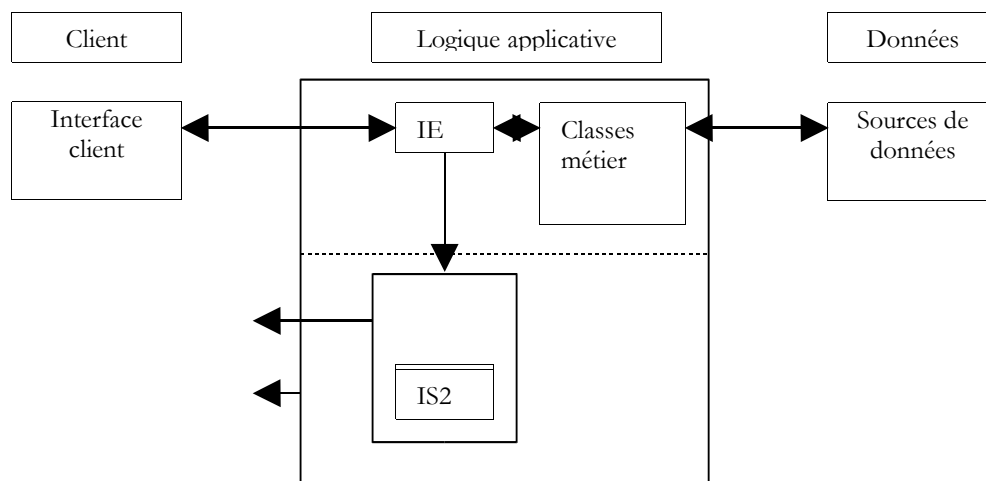 Client
Logique applicative
Données
Interface
client
IE
Classes
métier
Sources de
données
IS2